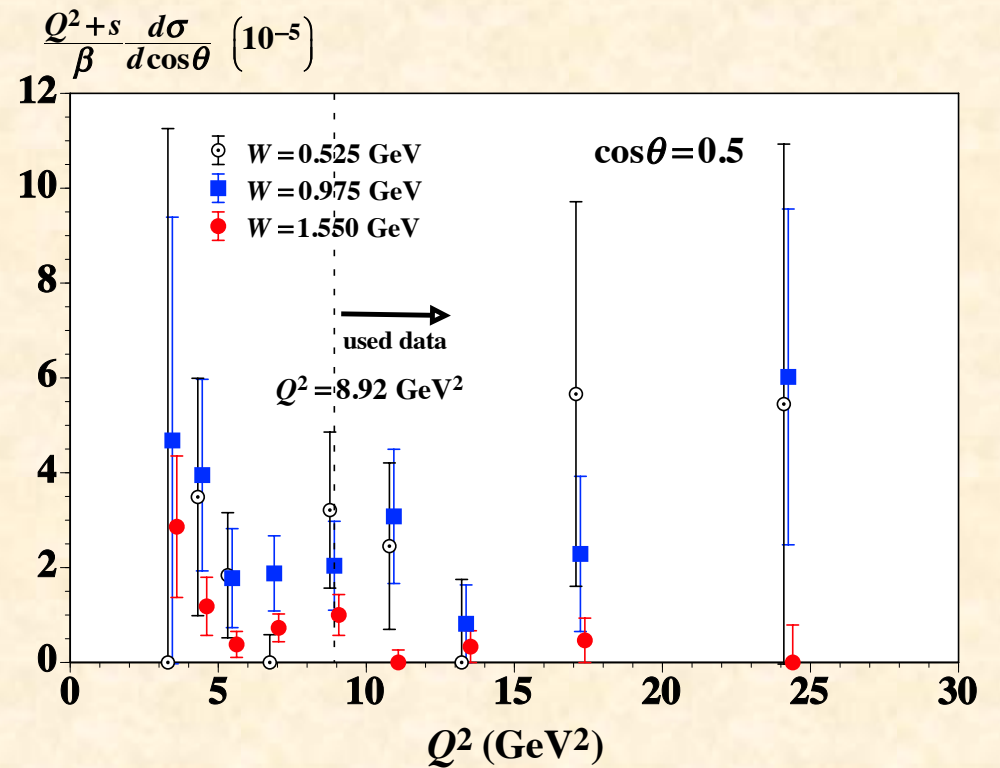 Q²+s/β dσ/dcosθ (10⁻⁵)
12
10
8
6
4
2
0
W=0.525 GeV
W=0.975 GeV
W=1.550 GeV
cosθ=0.5
used data
Q²=8.92 GeV²
0 5 10 15 20 25 30
Q² (GeV²)